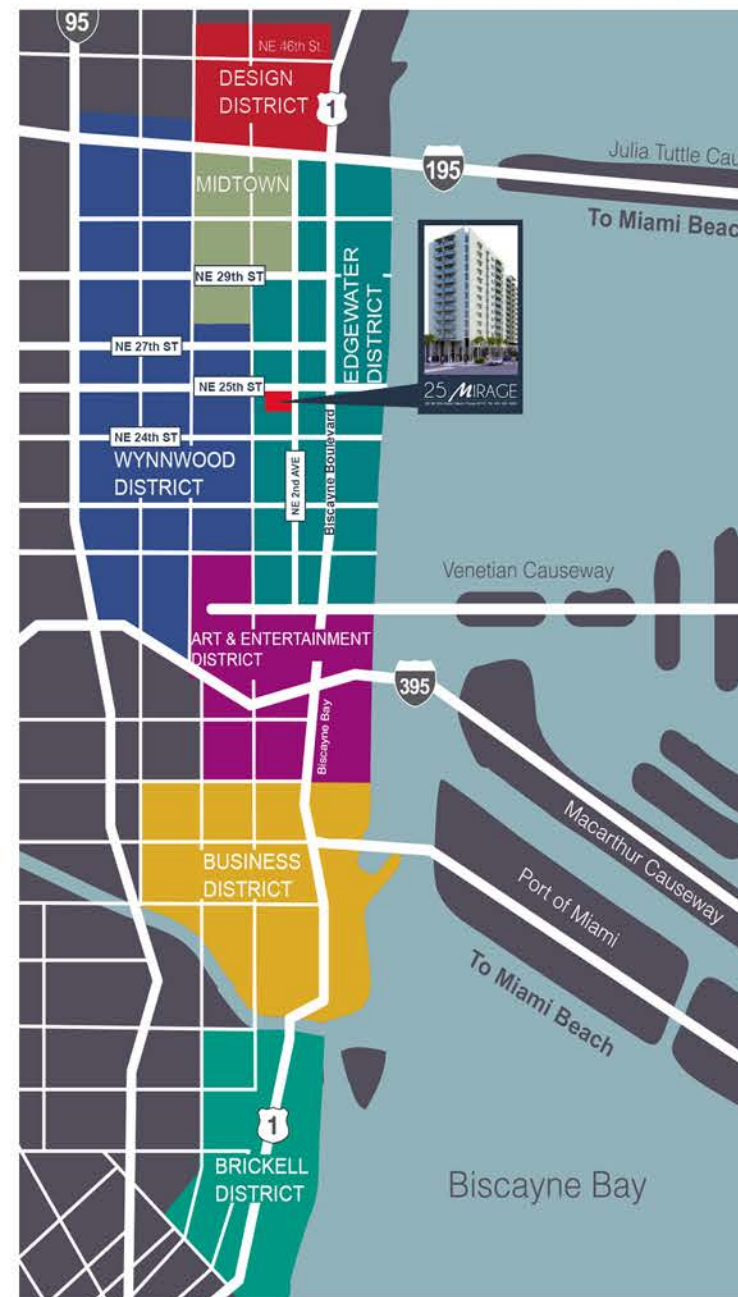 95
NE 46th St.
DESIGN
DISTRICT
1
Julia Tuttle Cau
195
MIDTOWN
To Miami Beac
NE 29th ST
EDGEWATER
DISTRICT
NE 27th ST
NE 25th ST
25 MIRAGE
NE 24th ST
WYNNWOOD
DISTRICT
NE 2nd AVE
Biscayne Boulevard
Venetian Causeway
ART & ENTERTAINMENT
DISTRICT
395
Biscayne Bay
Macarthur Causeway
BUSINESS
DISTRICT
Port of Miami
To Miami Beach
1
BRICKELL
DISTRICT
Biscayne Bay